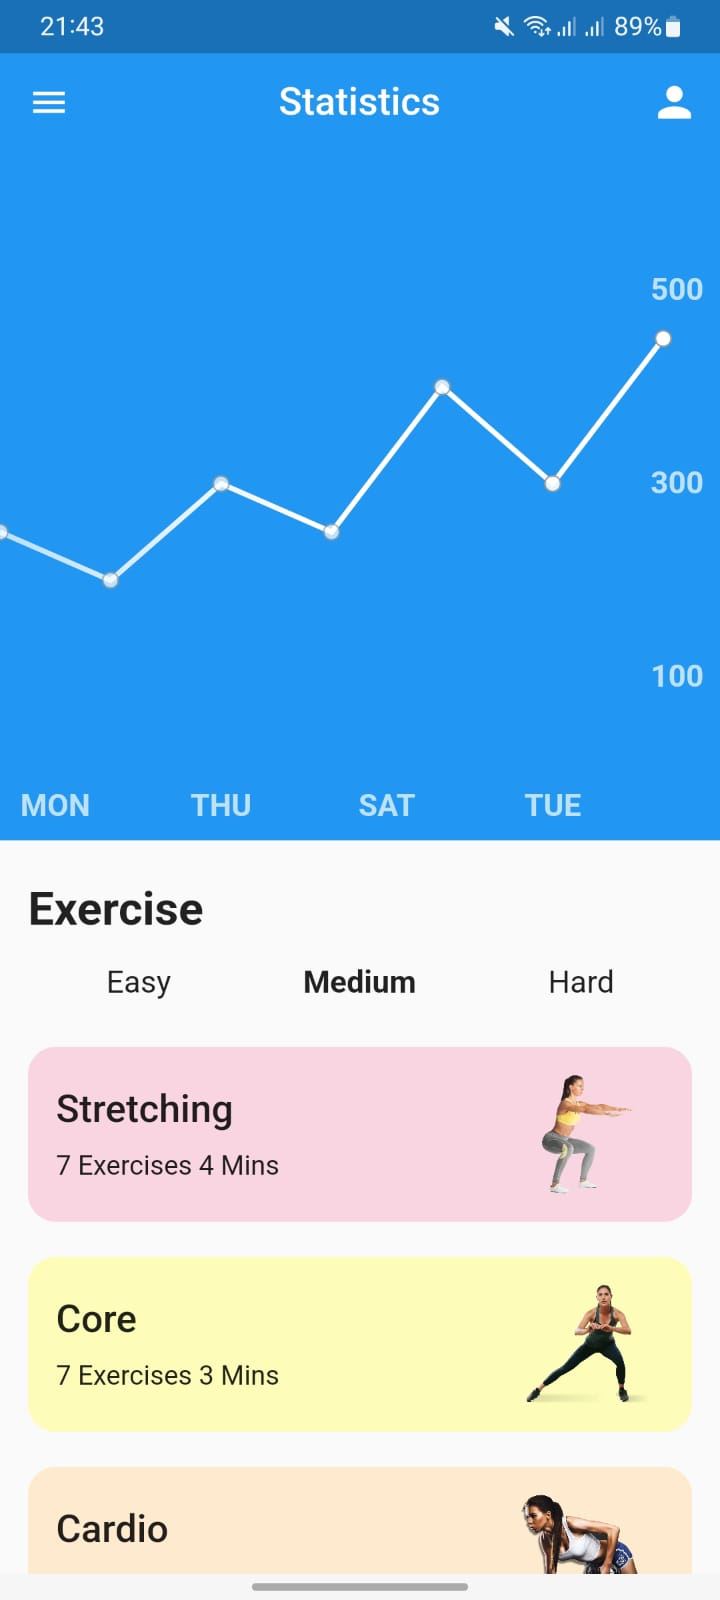 21:43 89%
Statistics
500
300
100
MON THU SAT TUE
Exercise
Easy Medium Hard
Stretching
7 Exercises 4 Mins
Core
7 Exercises 3 Mins
Cardio